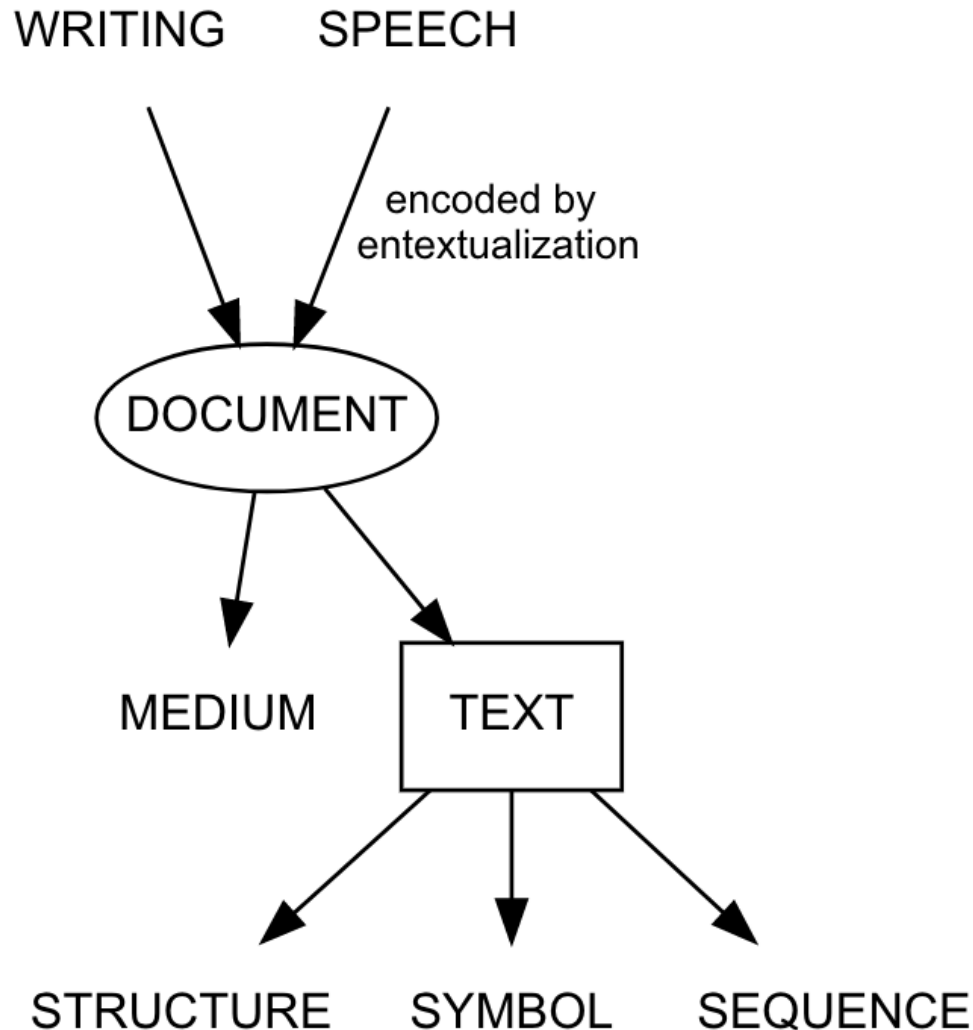 WRITING SPEECH
encoded by
entextualization
DOCUMENT
MEDIUM TEXT
STRUCTURE SYMBOL SEQUENCE